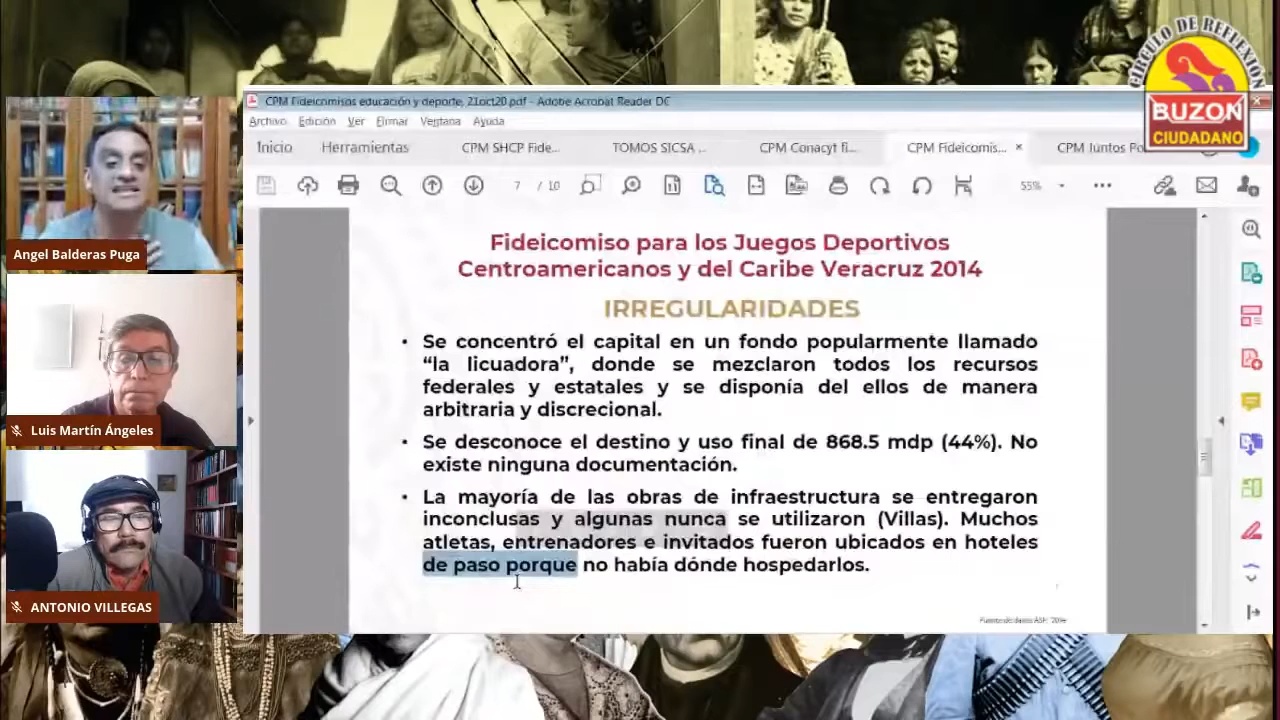 CÍRCULO DE REFLEXIÓN
BUZON
CIUDADANO
CPM Fideicomisos educación y deporte, 21oct20.pdf - Adobe Acrobat Reader DC
Archivo Edición Ver Firmar Ventana Ayuda
Inicio Herramientas CPM SHCP Fide... TOMOS SICSA ... CPM Conacyt fi... CPM Fideicomis... × CPM Juntos Po
7 / 10 55%
Angel Balderas Puga
Luis Martín Ángeles
ANTONIO VILLEGAS
Fideicomiso para los Juegos Deportivos
Centroamericanos y del Caribe Veracruz 2014
IRREGULARIDADES
• Se concentró el capital en un fondo popularmente llamado
“la licuadora”, donde se mezclaron todos los recursos
federales y estatales y se disponía del ellos de manera
arbitraria y discrecional.
• Se desconoce el destino y uso final de 868.5 mdp (44%). No
existe ninguna documentación.
• La mayoría de las obras de infraestructura se entregaron
inconclusas y algunas nunca se utilizaron (Villas). Muchos
atletas, entrenadores e invitados fueron ubicados en hoteles
de paso porque no había dónde hospedarlos.